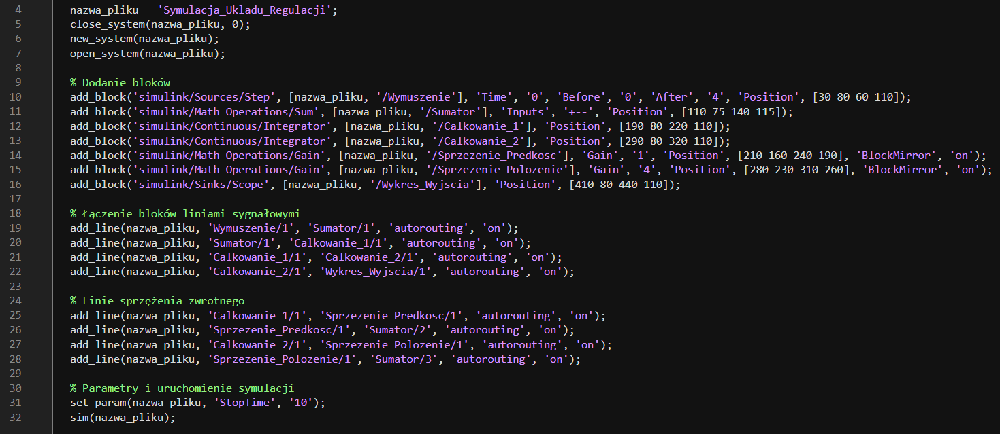 4 nazwa_pliku = 'Symulacja_Ukladu_Regulacji';
5 close_system(nazwa_pliku, 0);
6 new_system(nazwa_pliku);
7 open_system(nazwa_pliku);
8
9 % Dodanie bloków
10 add_block('simulink/Sources/Step', [nazwa_pliku, '/Wymuszenie'], 'Time', '0', 'Before', '0', 'After', '4', 'Position', [30 80 60 110]);
11 add_block('simulink/Math Operations/Sum', [nazwa_pliku, '/Sumator'], 'Inputs', '+--', 'Position', [110 75 140 115]);
12 add_block('simulink/Continuous/Integrator', [nazwa_pliku, '/Calkowanie_1'], 'Position', [190 80 220 110]);
13 add_block('simulink/Continuous/Integrator', [nazwa_pliku, '/Calkowanie_2'], 'Position', [290 80 320 110]);
14 add_block('simulink/Math Operations/Gain', [nazwa_pliku, '/Sprzezenie_Predkosc'], 'Gain', '1', 'Position', [210 160 240 190], 'BlockMirror', 'on');
15 add_block('simulink/Math Operations/Gain', [nazwa_pliku, '/Sprzezenie_Polozenie'], 'Gain', '4', 'Position', [280 230 310 260], 'BlockMirror', 'on');
16 add_block('simulink/Sinks/Scope', [nazwa_pliku, '/Wykres_Wyjscia'], 'Position', [410 80 440 110]);
17
18 % Łączenie bloków liniami sygnałowymi
19 add_line(nazwa_pliku, 'Wymuszenie/1', 'Sumator/1', 'autorouting', 'on');
20 add_line(nazwa_pliku, 'Sumator/1', 'Calkowanie_1/1', 'autorouting', 'on');
21 add_line(nazwa_pliku, 'Calkowanie_1/1', 'Calkowanie_2/1', 'autorouting', 'on');
22 add_line(nazwa_pliku, 'Calkowanie_2/1', 'Wykres_Wyjscia/1', 'autorouting', 'on');
23
24 % Linie sprzężenia zwrotnego
25 add_line(nazwa_pliku, 'Calkowanie_1/1', 'Sprzezenie_Predkosc/1', 'autorouting', 'on');
26 add_line(nazwa_pliku, 'Sprzezenie_Predkosc/1', 'Sumator/2', 'autorouting', 'on');
27 add_line(nazwa_pliku, 'Calkowanie_2/1', 'Sprzezenie_Polozenie/1', 'autorouting', 'on');
28 add_line(nazwa_pliku, 'Sprzezenie_Polozenie/1', 'Sumator/3', 'autorouting', 'on');
29
30 % Parametry i uruchomienie symulacji
31 set_param(nazwa_pliku, 'StopTime', '10');
32 sim(nazwa_pliku);